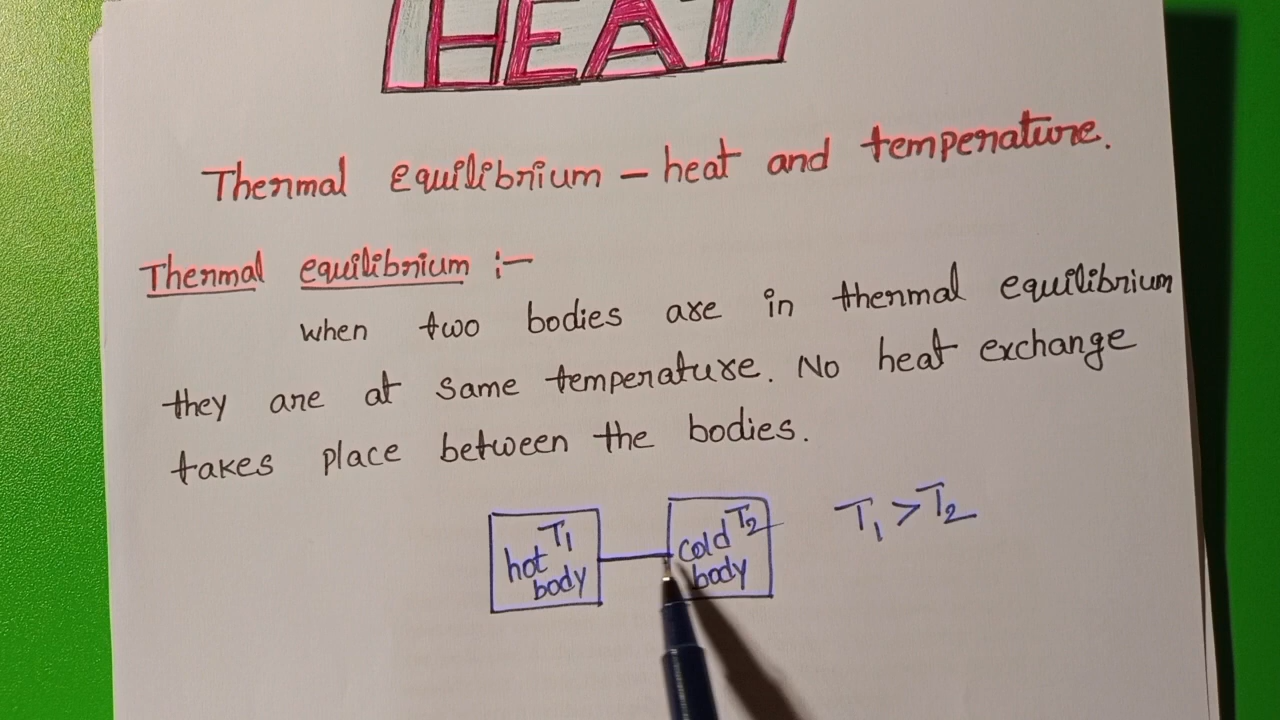 HEAT
Thermal equilibrium - heat and temperature.
Thermal equilibrium :-
when two bodies are in thermal equilibrium
they are at same temperature. No heat exchange
takes place between the bodies.
T1
hot
body
T2
cold
body
T1 > T2